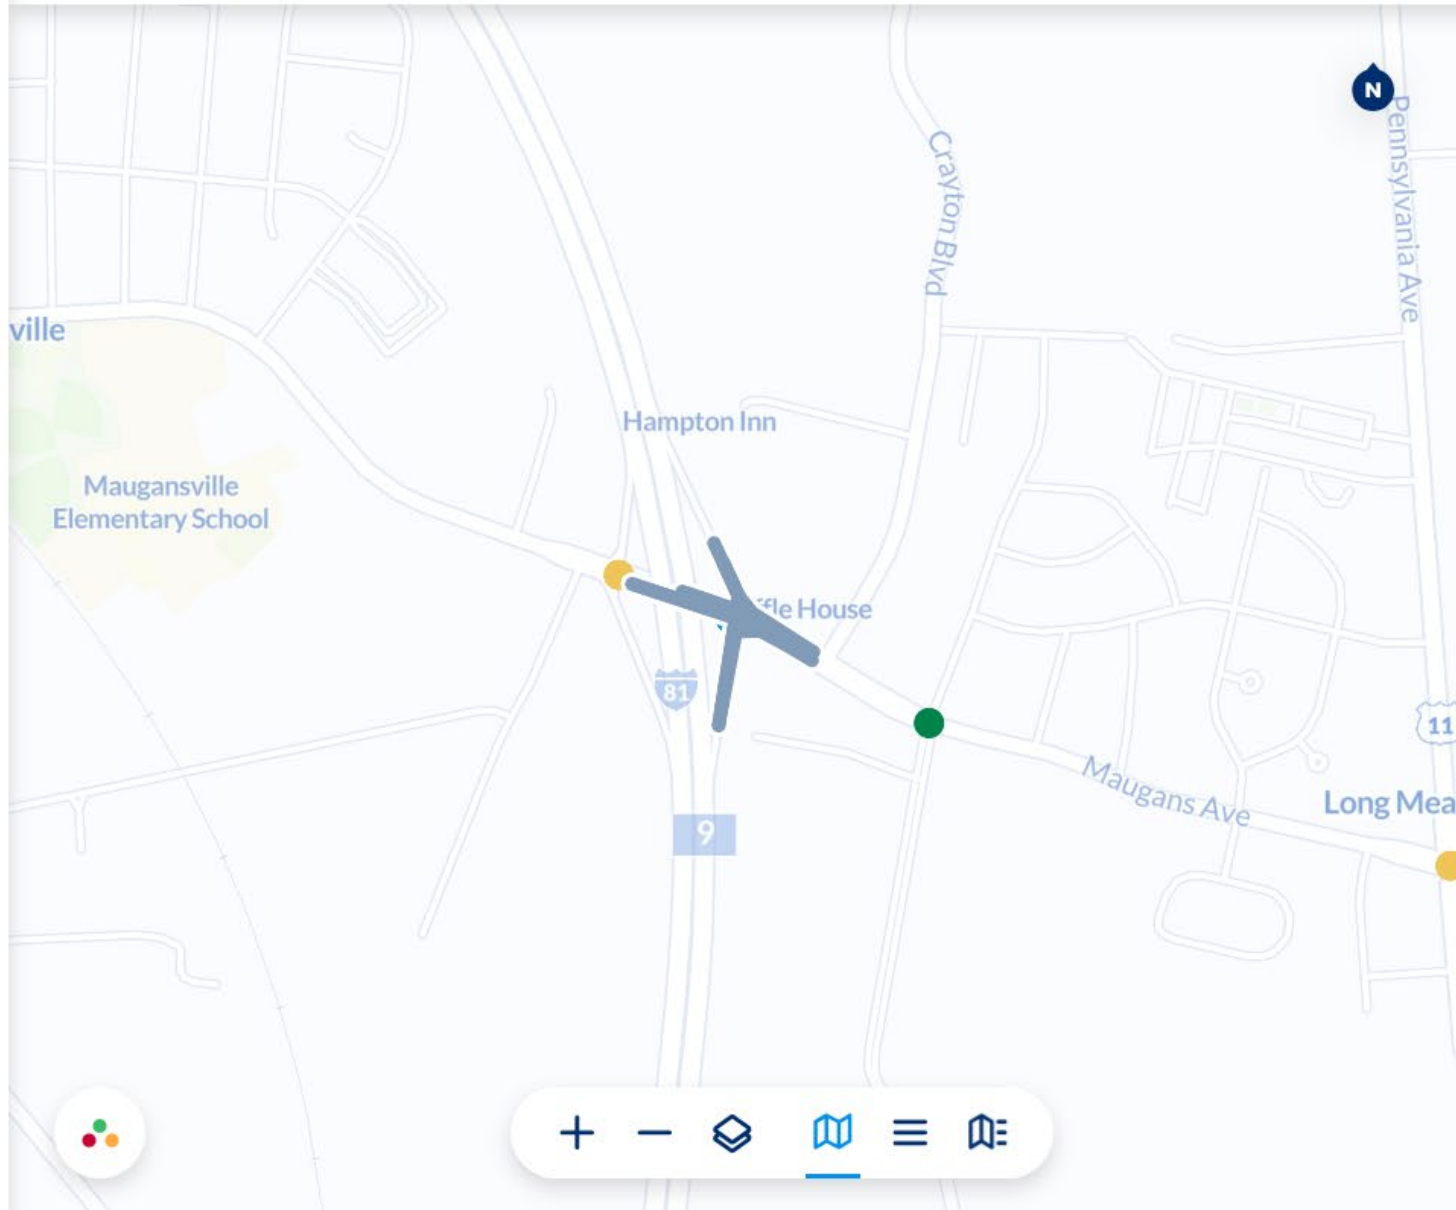 N
Pennsylvania Ave
Crayton Blvd
ville
Hampton Inn
Maugansville
Elementary School
ffle House
81
11
Maugans Ave
Long Mea
9